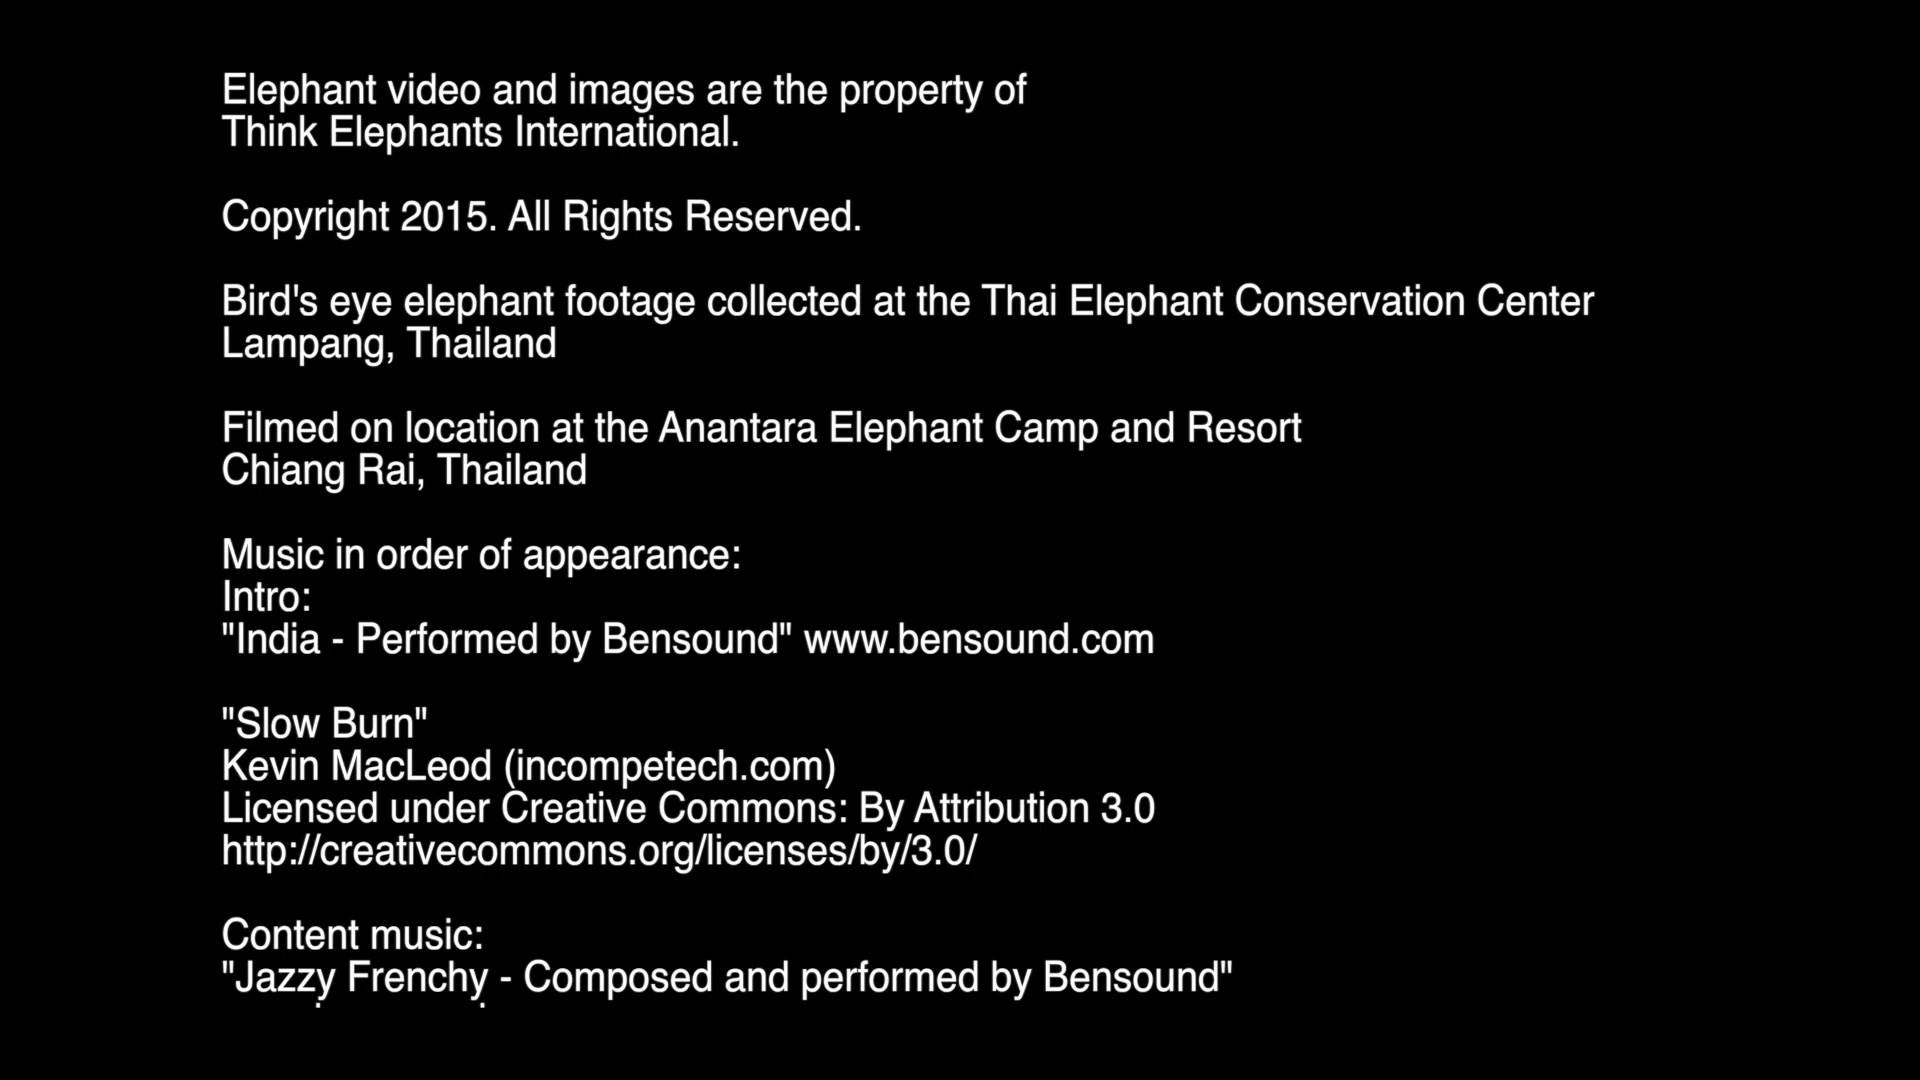 Elephant video and images are the property of
Think Elephants International.
Copyright 2015. All Rights Reserved.
Bird's eye elephant footage collected at the Thai Elephant Conservation Center
Lampang, Thailand
Filmed on location at the Anantara Elephant Camp and Resort
Chiang Rai, Thailand
Music in order of appearance:
Intro:
"India - Performed by Bensound" www.bensound.com
"Slow Burn"
Kevin MacLeod (incompetech.com)
Licensed under Creative Commons: By Attribution 3.0
http://creativecommons.org/licenses/by/3.0/
Content music:
"Jazzy Frenchy - Composed and performed by Bensound"